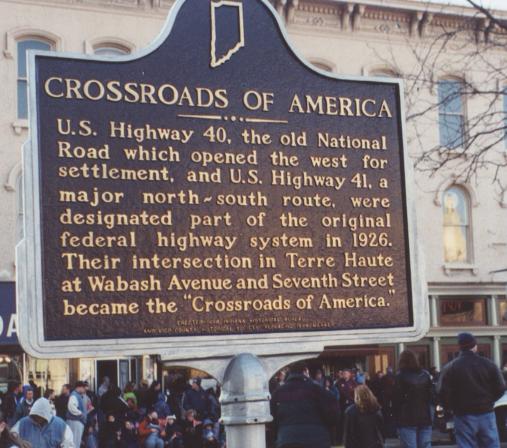 CROSSROADS OF AMERICA
U.S. Highway 40, the old National
Road which opened the west for
settlement, and U.S. Highway 41, a
major north~south route, were
designated part of the original
federal highway system in 1926.
Their intersection in Terre Haute
at Wabash Avenue and Seventh Street
became the "Crossroads of America."